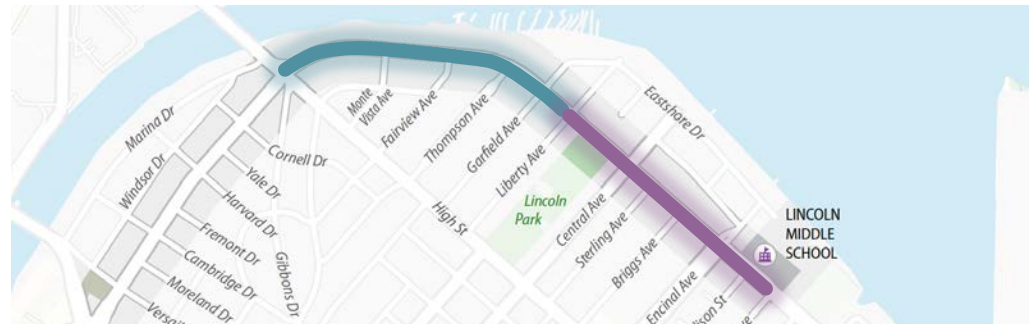 Marina Dr
Windsor Dr
Cornell Dr
Yale Dr
Harvard Dr
Fremont Dr
Cambridge Dr
Moreland Dr
Gibbons Dr
Monte
Vista Ave
Fairview Ave
Thompson Ave
Garfield Ave
Liberty Ave
High St
Lincoln
Park
Central Ave
Sterling Ave
Briggs Ave
Encinal Ave
Eastshore Dr
LINCOLN
MIDDLE
SCHOOL